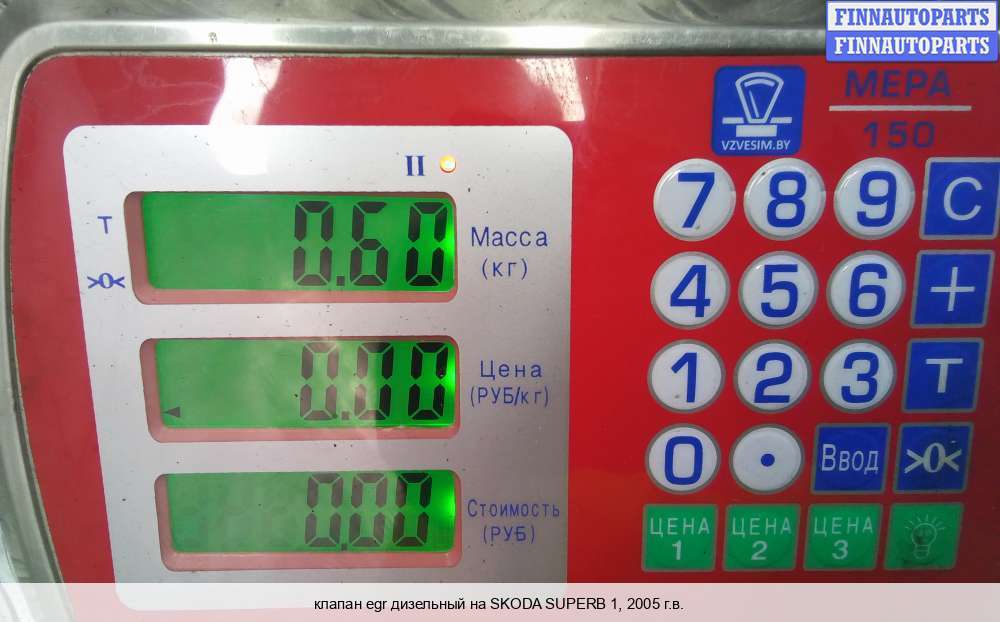 FINNAUTOPARTS
FINNAUTOPARTS
МЕРА
150
VZVESIM.BY
II
T
0.60
Масса
(кг)
>0<
0.00
Цена
(РУБ/кг)
0.00
Стоимость
(РУБ)
7 8 9 C
4 5 6 +
1 2 3 T
0 . Ввод >0<
ЦЕНА 1 ЦЕНА 2 ЦЕНА 3
клапан egr дизельный на SKODA SUPERB 1, 2005 г.в.